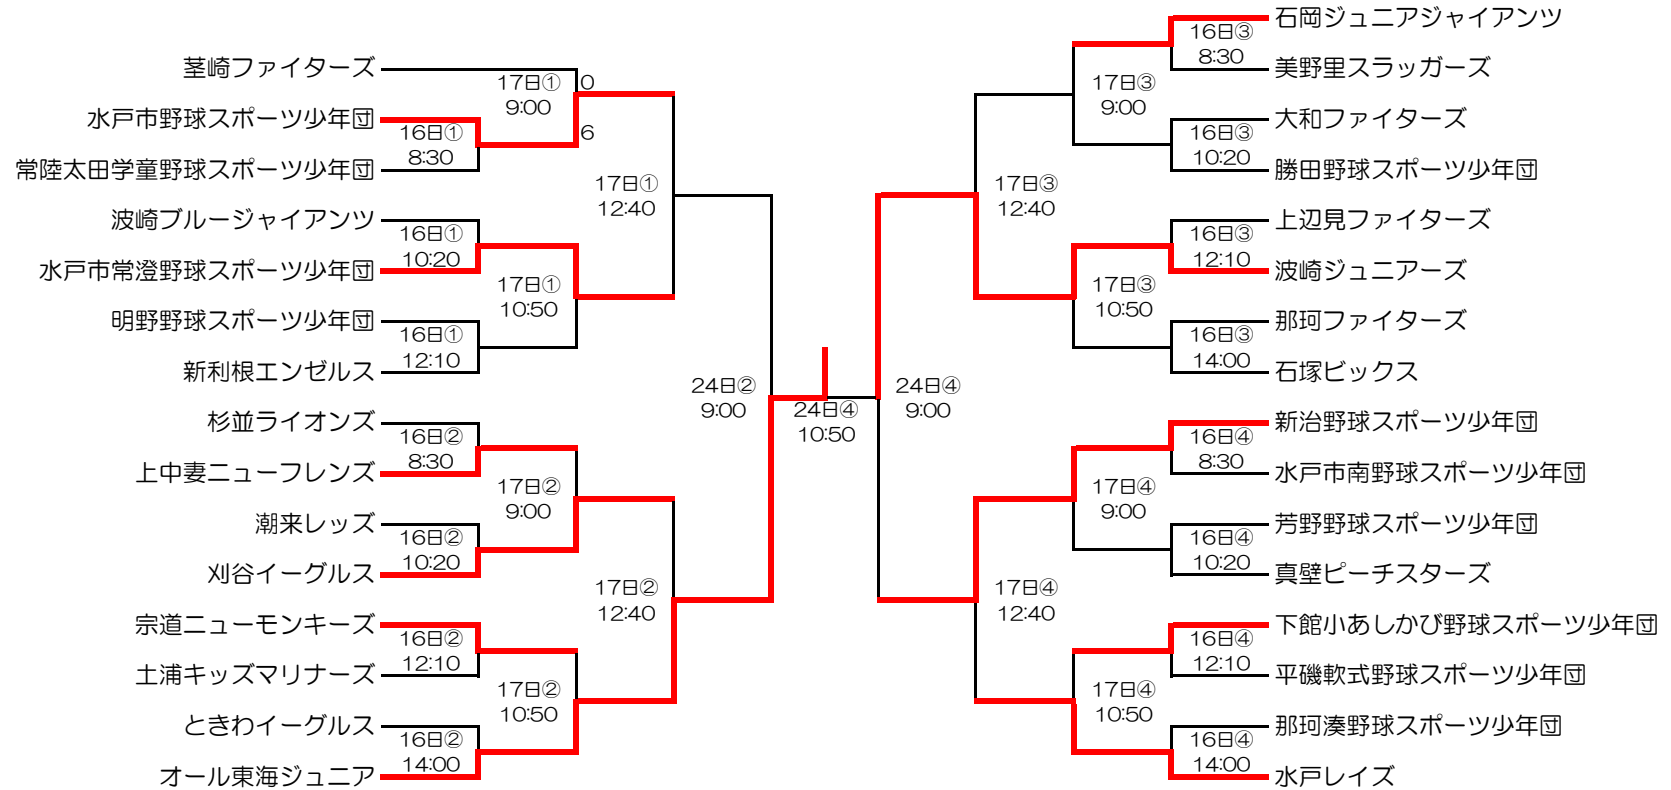 茎崎ファイターズ
水戸市野球スポーツ少年団
常陸太田学童野球スポーツ少年団
波崎ブルージャイアンツ
水戸市常澄野球スポーツ少年団
明野野球スポーツ少年団
新利根エンゼルス
杉並ライオンズ
上中妻ニューフレンズ
潮来レッズ
刈谷イーグルス
宗道ニューモンキーズ
土浦キッズマリナーズ
ときわイーグルス
オール東海ジュニア
16日①
8:30
16日①
10:20
16日①
12:10
16日②
8:30
16日②
10:20
16日②
12:10
16日②
14:00
17日①
9:00
0
6
17日①
10:50
17日②
9:00
17日②
10:50
17日①
12:40
17日②
12:40
24日②
9:00
24日④
10:50
24日④
9:00
17日③
12:40
17日④
12:40
17日③
9:00
17日③
10:50
17日④
9:00
17日④
10:50
16日③
8:30
16日③
10:20
16日③
12:10
16日③
14:00
16日④
8:30
16日④
10:20
16日④
12:10
16日④
14:00
石岡ジュニアジャイアンツ
美野里スラッガーズ
大和ファイターズ
勝田野球スポーツ少年団
上辺見ファイターズ
波崎ジュニアーズ
那珂ファイターズ
石塚ビックス
新治野球スポーツ少年団
水戸市南野球スポーツ少年団
芳野野球スポーツ少年団
真壁ピーチスターズ
下館小あしかび野球スポーツ少年団
平磯軟式野球スポーツ少年団
那珂湊野球スポーツ少年団
水戸レイズ